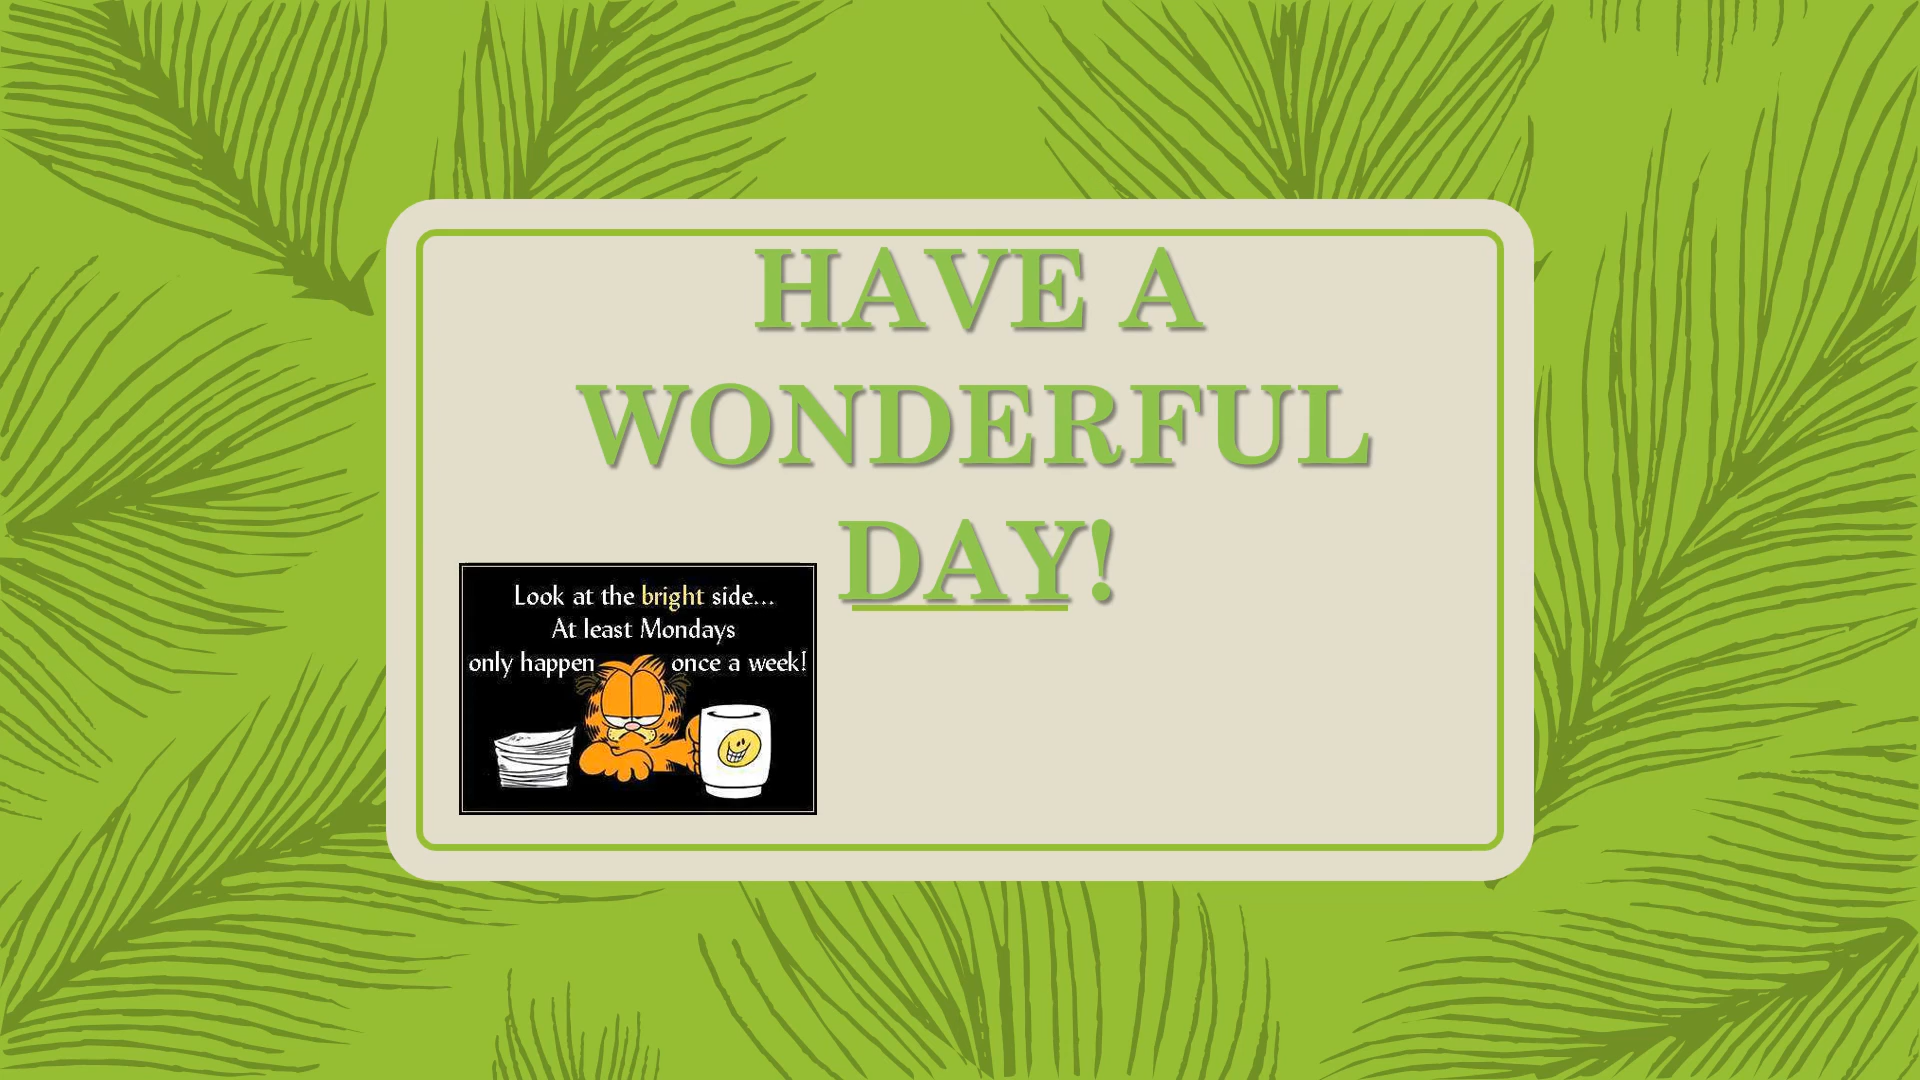 HAVE A
WONDERFUL
DAY!
Look at the bright side...
At least Mondays
only happen once a week!